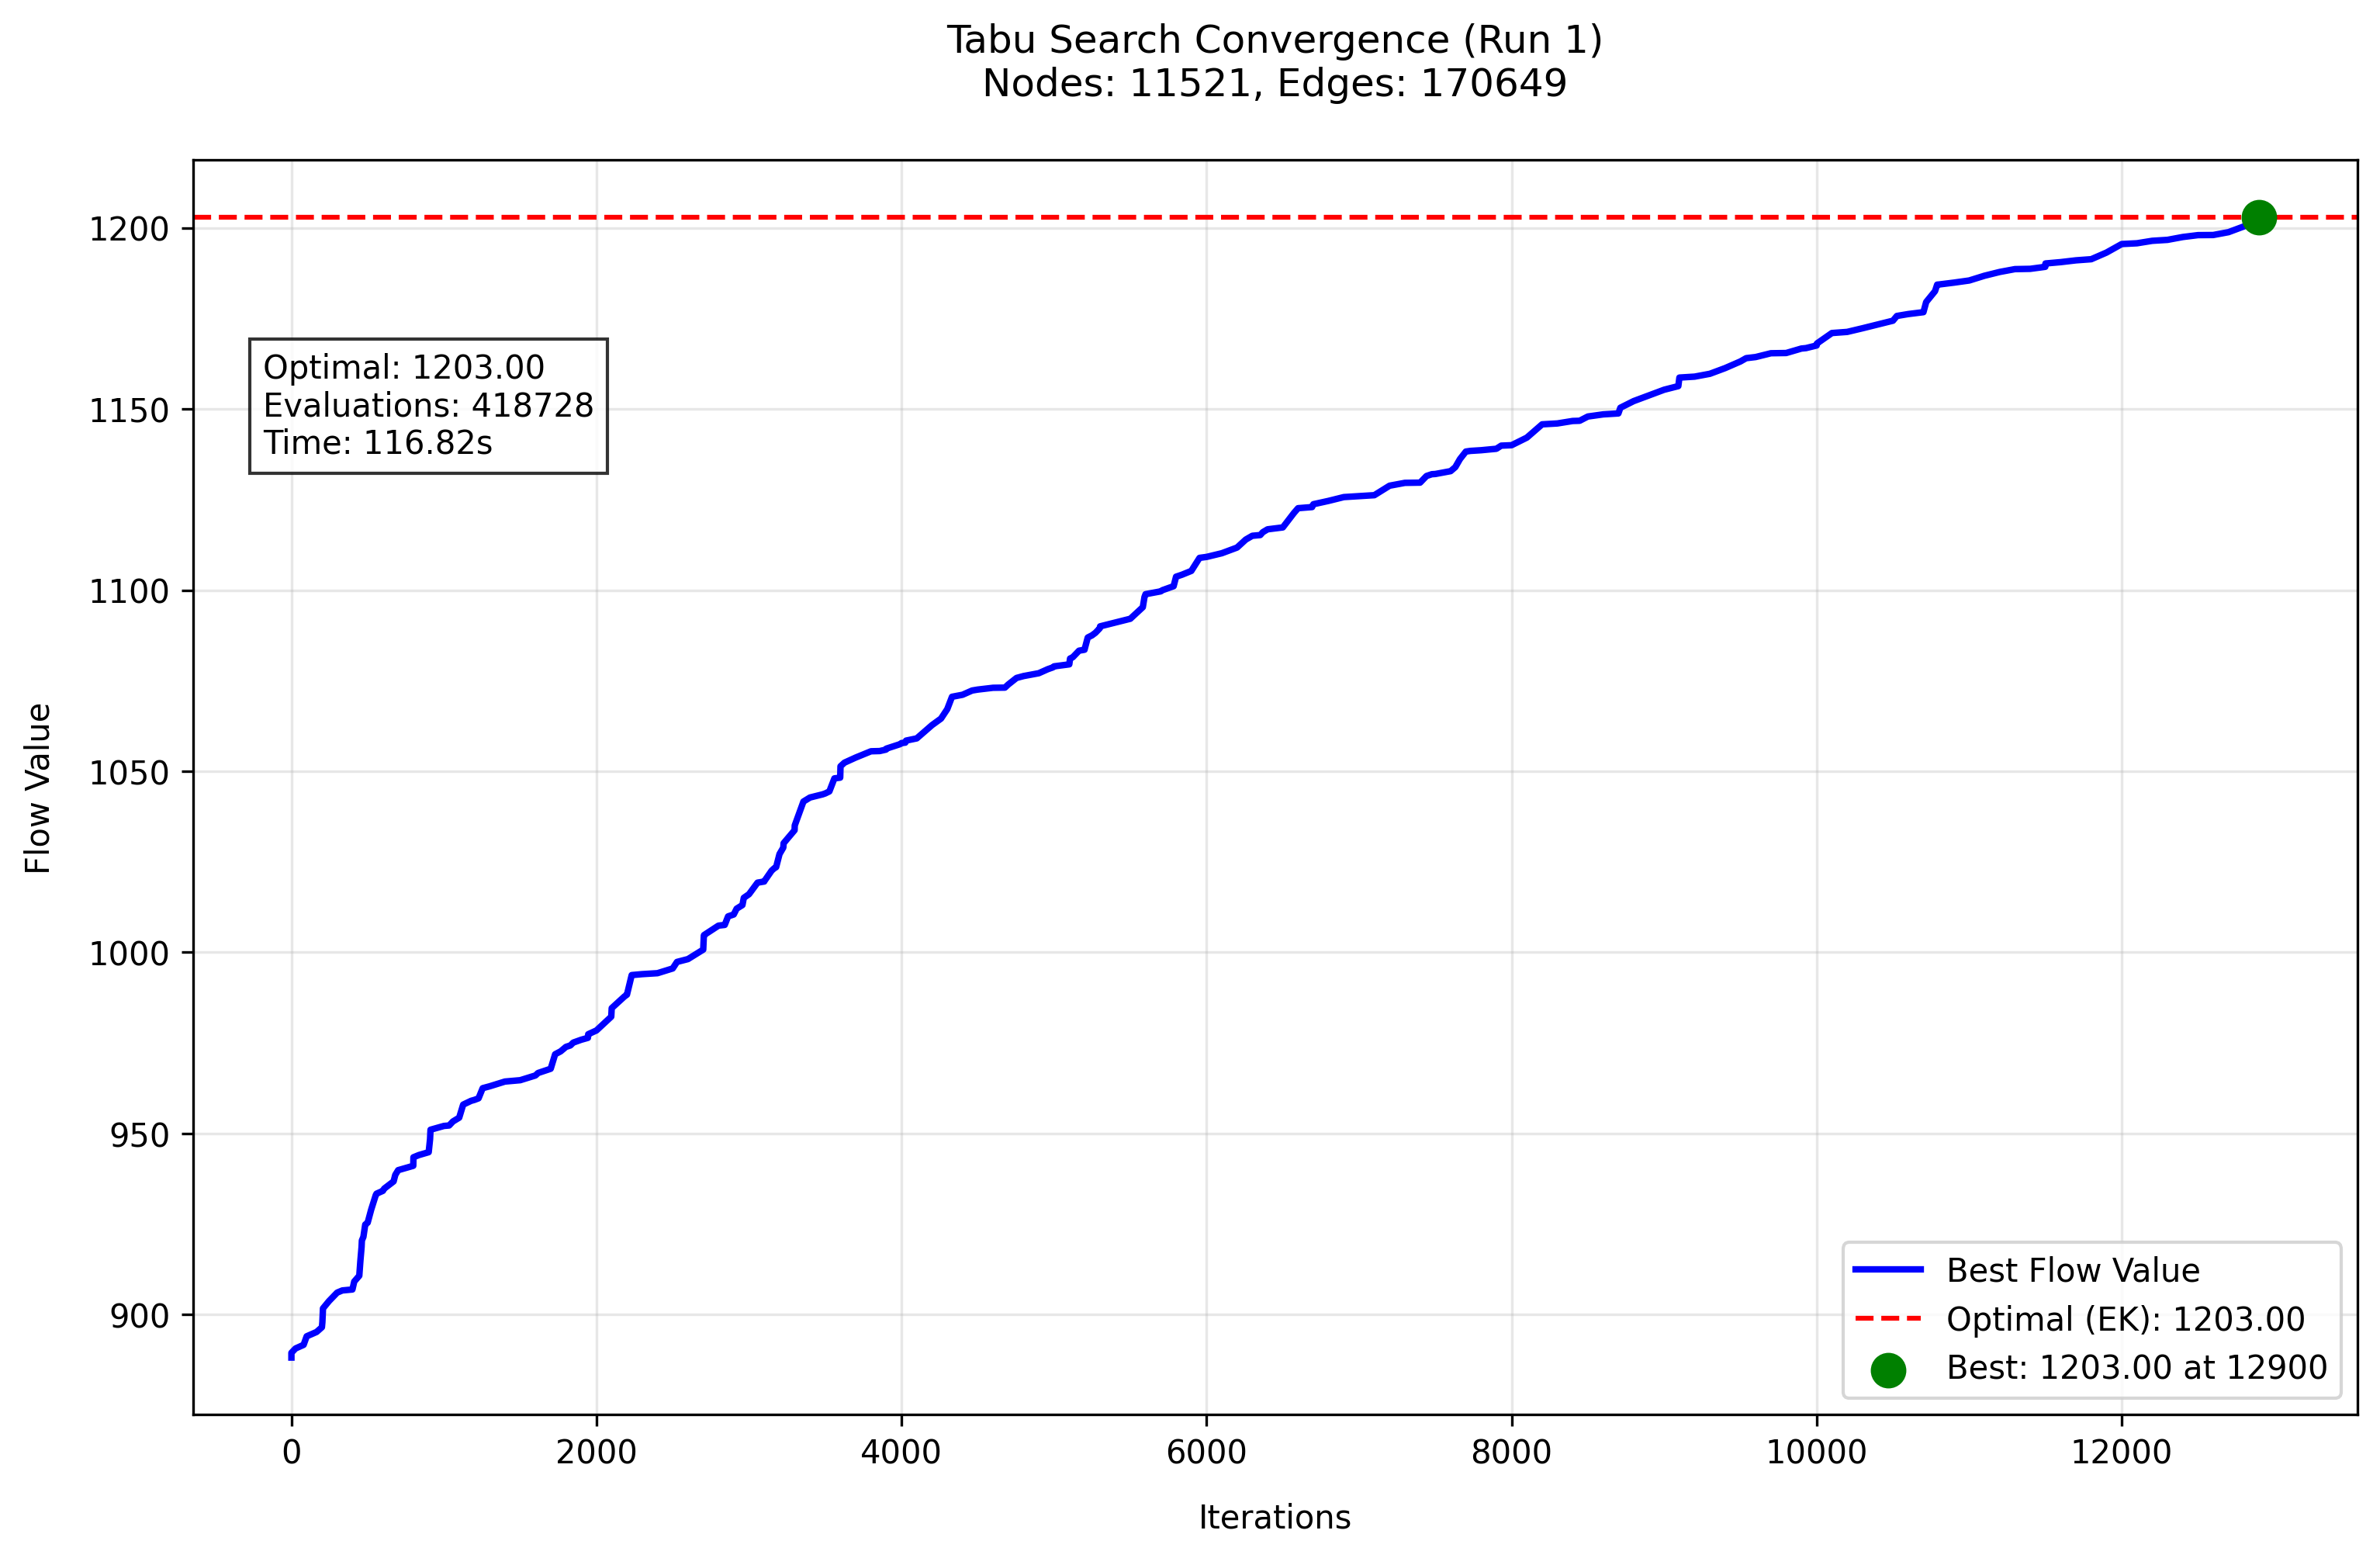 Tabu Search Convergence (Run 1)
Nodes: 11521, Edges: 170649
Flow Value
1200
1150
1100
1050
1000
950
900
Optimal: 1203.00
Evaluations: 418728
Time: 116.82s
Best Flow Value
Optimal (EK): 1203.00
Best: 1203.00 at 12900
0 2000 4000 6000 8000 10000 12000
Iterations